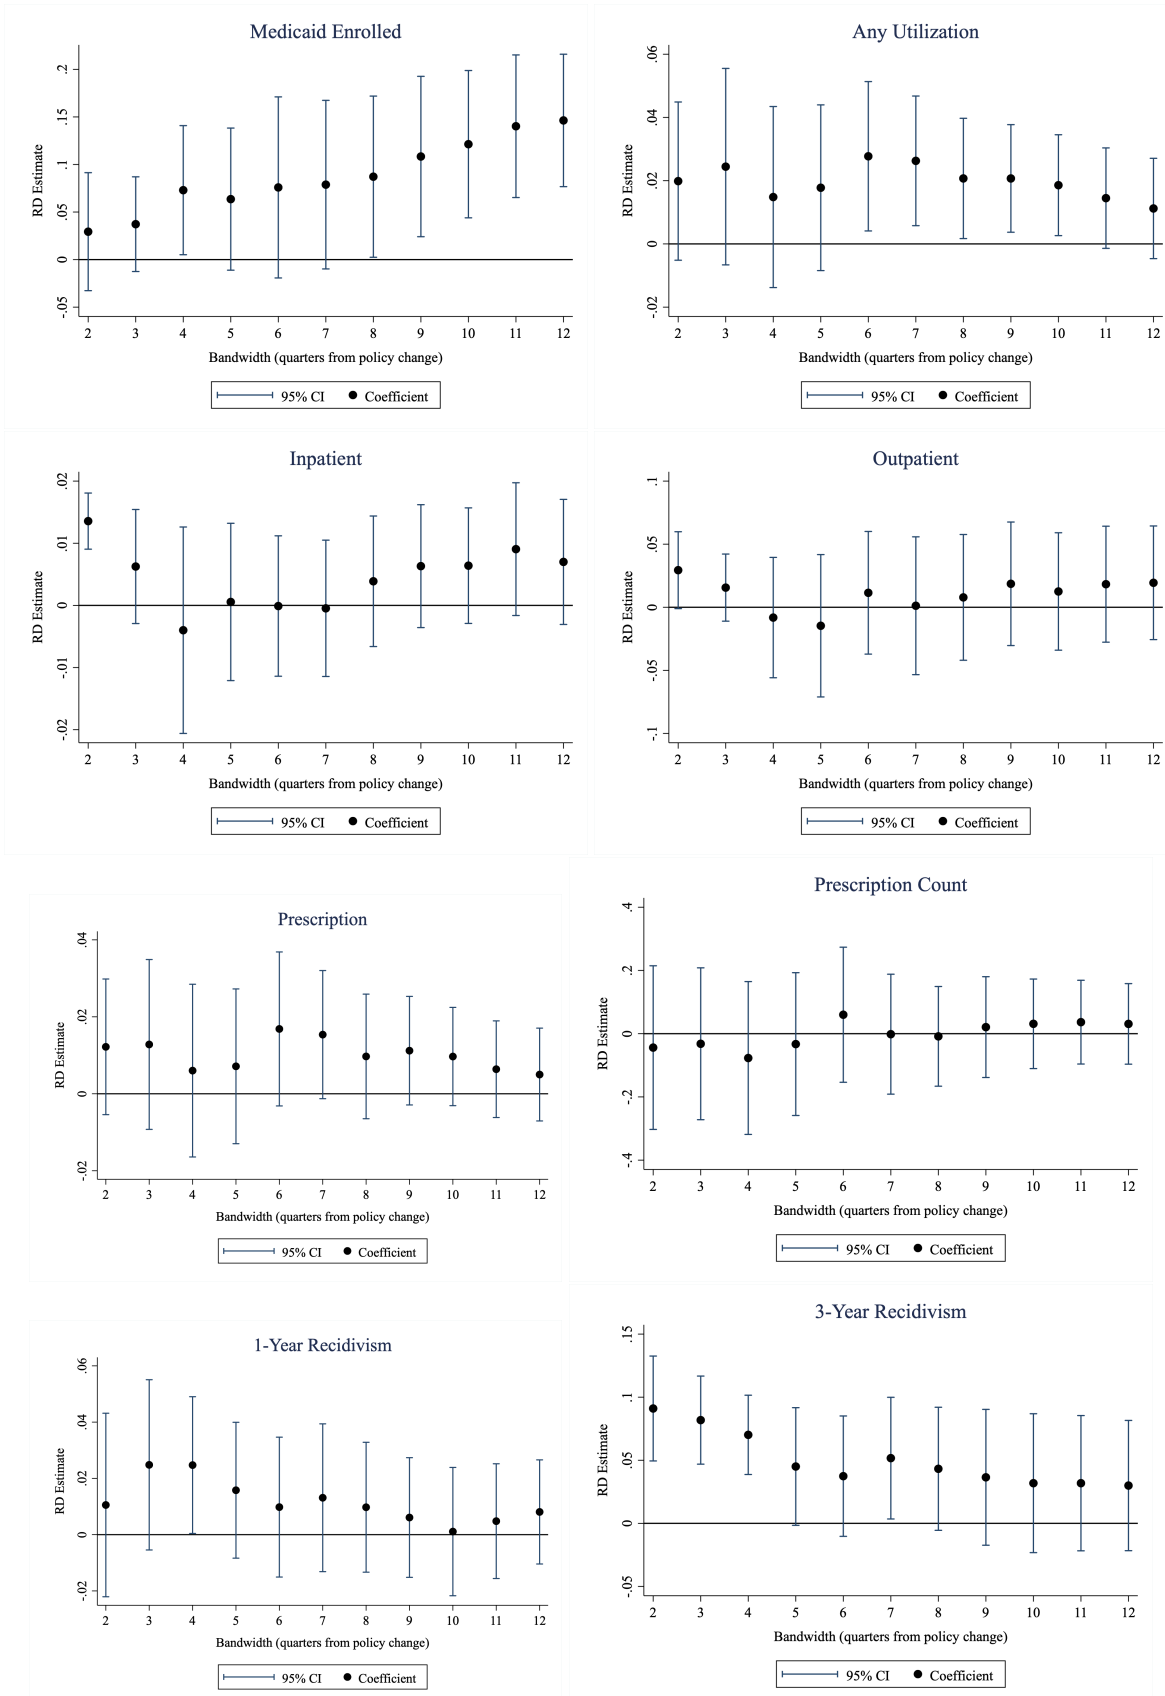 Medicaid Enrolled
RD Estimate
.2
.15
.1
.05
0
-.05
2 3 4 5 6 7 8 9 10 11 12
Bandwidth (quarters from policy change)
95% CI Coefficient
Any Utilization
RD Estimate
.06
.04
.02
0
-.02
2 3 4 5 6 7 8 9 10 11 12
Bandwidth (quarters from policy change)
95% CI Coefficient
Inpatient
RD Estimate
.02
.01
0
-.01
-.02
2 3 4 5 6 7 8 9 10 11 12
Bandwidth (quarters from policy change)
95% CI Coefficient
Outpatient
RD Estimate
.1
.05
0
-.05
-.1
2 3 4 5 6 7 8 9 10 11 12
Bandwidth (quarters from policy change)
95% CI Coefficient
Prescription
RD Estimate
.04
.02
0
-.02
2 3 4 5 6 7 8 9 10 11 12
Bandwidth (quarters from policy change)
95% CI Coefficient
Prescription Count
RD Estimate
.4
.2
0
-.2
-.4
2 3 4 5 6 7 8 9 10 11 12
Bandwidth (quarters from policy change)
95% CI Coefficient
1-Year Recidivism
RD Estimate
.06
.04
.02
0
-.02
2 3 4 5 6 7 8 9 10 11 12
Bandwidth (quarters from policy change)
95% CI Coefficient
3-Year Recidivism
RD Estimate
.15
.1
.05
0
-.05
2 3 4 5 6 7 8 9 10 11 12
Bandwidth (quarters from policy change)
95% CI Coefficient